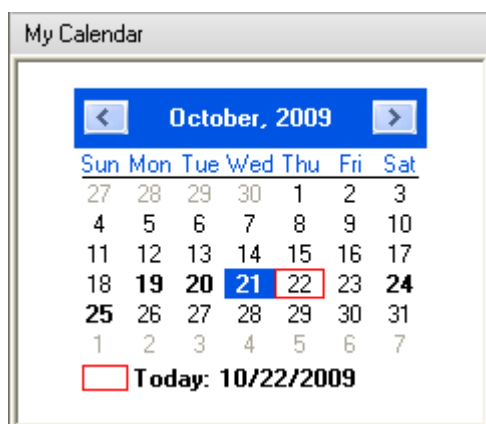 My Calendar
October, 2009
Sun Mon Tue Wed Thu Fri Sat
27 28 29 30 1 2 3
4 5 6 7 8 9 10
11 12 13 14 15 16 17
18 19 20 21 22 23 24
25 26 27 28 29 30 31
1 2 3 4 5 6 7
Today: 10/22/2009